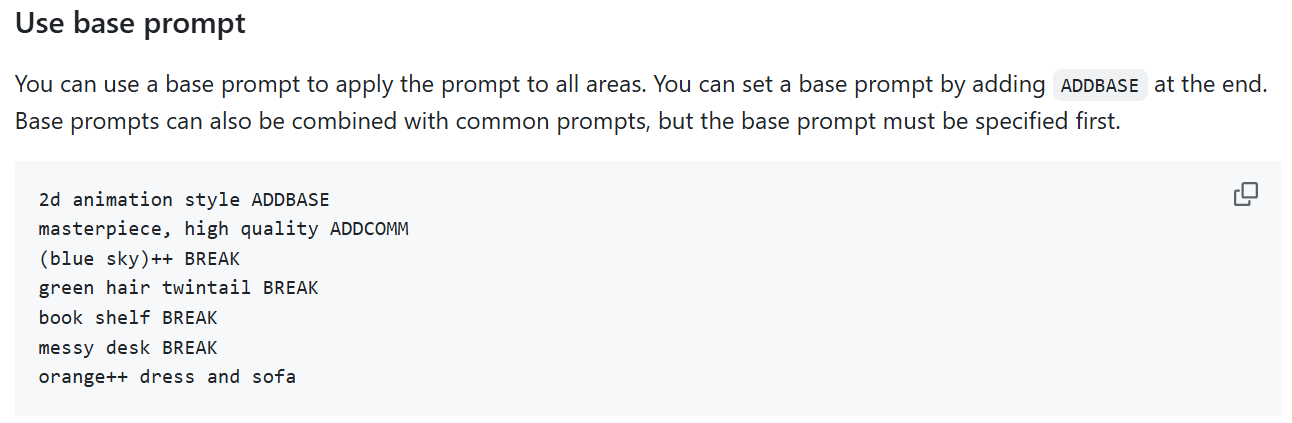 Use base prompt
You can use a base prompt to apply the prompt to all areas. You can set a base prompt by adding ADDBASE at the end.
Base prompts can also be combined with common prompts, but the base prompt must be specified first.
2d animation style ADDBASE
masterpiece, high quality ADDCOMM
(blue sky)++ BREAK
green hair twintail BREAK
book shelf BREAK
messy desk BREAK
orange++ dress and sofa